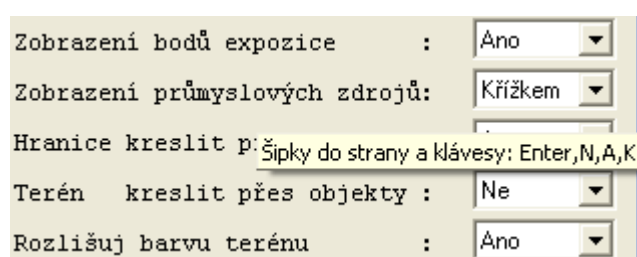 Zobrazení bodů expozice : Ano
Zobrazení průmyslových zdrojů: Křížkem
Hranice kreslit
Šipky do strany a klávesy: Enter,N,A,K
Terén kreslit přes objekty : Ne
Rozlišuj barvu terénu : Ano